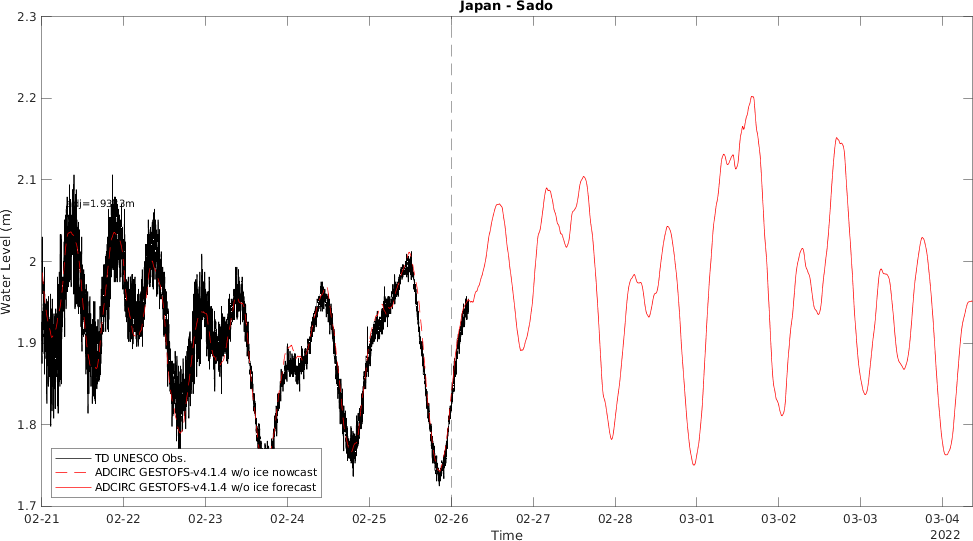 Japan - Sado
2.3
2.2
2.1
2
1.9
1.8
1.7
Water Level (m)
TD UNESCO Obs.
ADCIRC GESTOFS-v4.1.4 w/o ice nowcast
ADCIRC GESTOFS-v4.1.4 w/o ice forecast
02-21 02-22 02-23 02-24 02-25 02-26 02-27 02-28 03-01 03-02 03-03 03-04
Time
2022